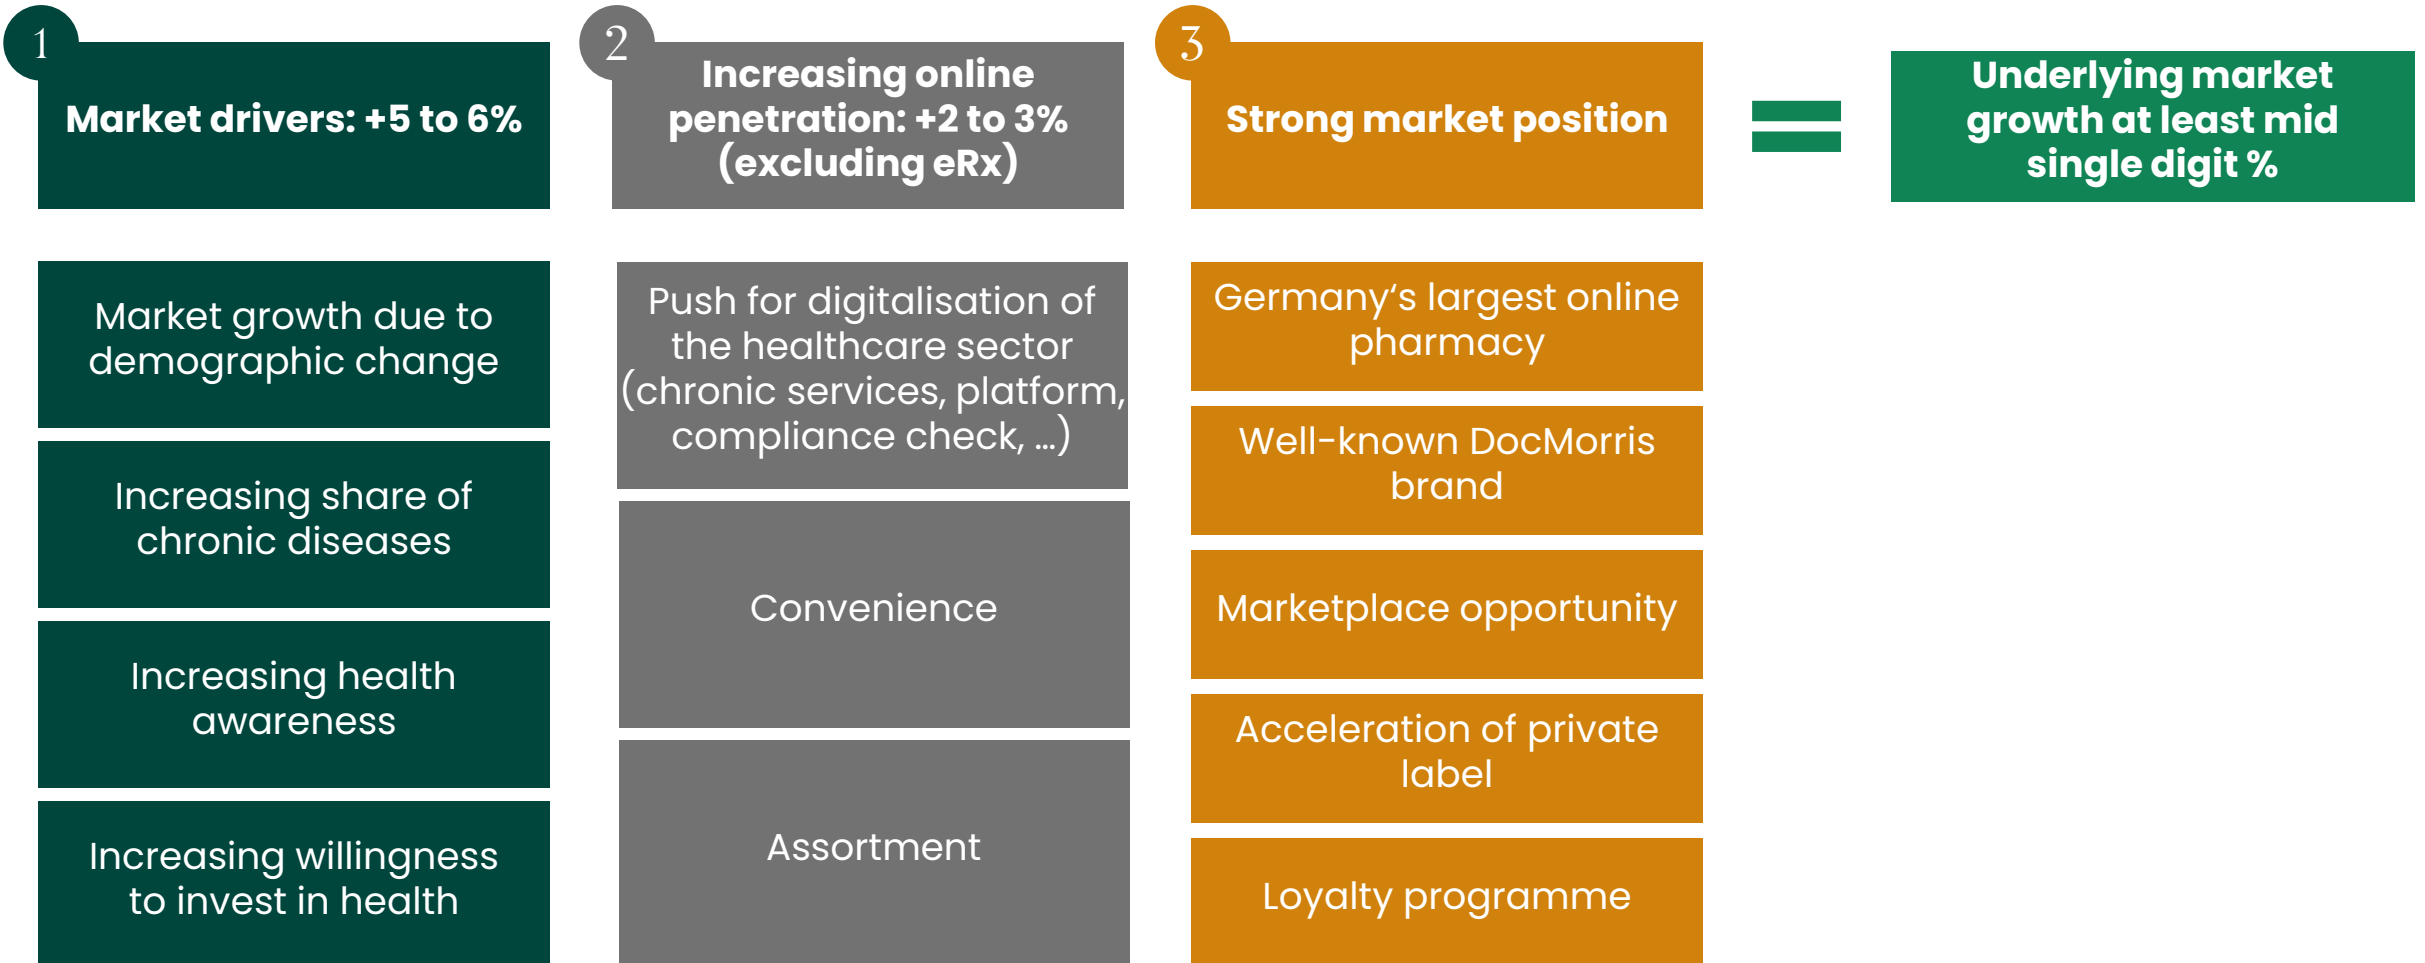 1
Market drivers: +5 to 6%
Market growth due to
demographic change
Increasing share of
chronic diseases
Increasing health
awareness
Increasing willingness
to invest in health
2
Increasing online
penetration: +2 to 3%
(excluding eRx)
Push for digitalisation of
the healthcare sector
(chronic services, platform,
compliance check, …)
Convenience
Assortment
3
Strong market position
Germany‘s largest online
pharmacy
Well-known DocMorris
brand
Marketplace opportunity
Acceleration of private
label
Loyalty programme
=
Underlying market
growth at least mid
single digit %